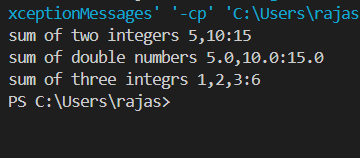 xceptionMessages' '-cp' 'C:\Users\rajas
sum of two integers 5,10:15
sum of double numbers 5.0,10.0:15.0
sum of three integrs 1,2,3:6
PS C:\Users\rajas>